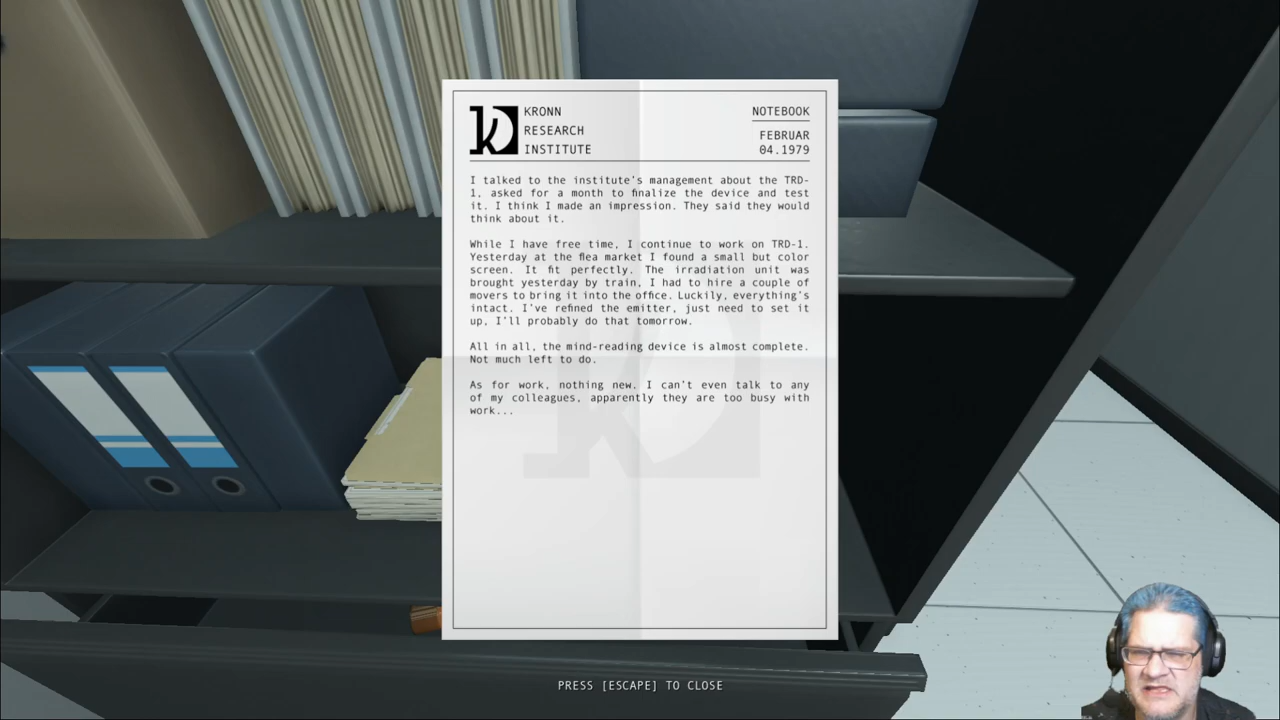 KRONN
RESEARCH
INSTITUTE
NOTEBOOK
FEBRUAR
04.1979
I talked to the institute's management about the TRD-
1, asked for a month to finalize the device and test
it. I think I made an impression. They said they would
think about it.
While I have free time, I continue to work on TRD-1.
Yesterday at the flea market I found a small but color
screen. It fit perfectly. The irradiation unit was
brought yesterday by train, I had to hire a couple of
movers to bring it into the office. Luckily, everything's
intact. I've refined the emitter, just need to set it
up, I'll probably do that tomorrow.
All in all, the mind-reading device is almost complete.
Not much left to do.
As for work, nothing new. I can't even talk to any
of my colleagues, apparently they are too busy with
work...
PRESS [ESCAPE] TO CLOSE